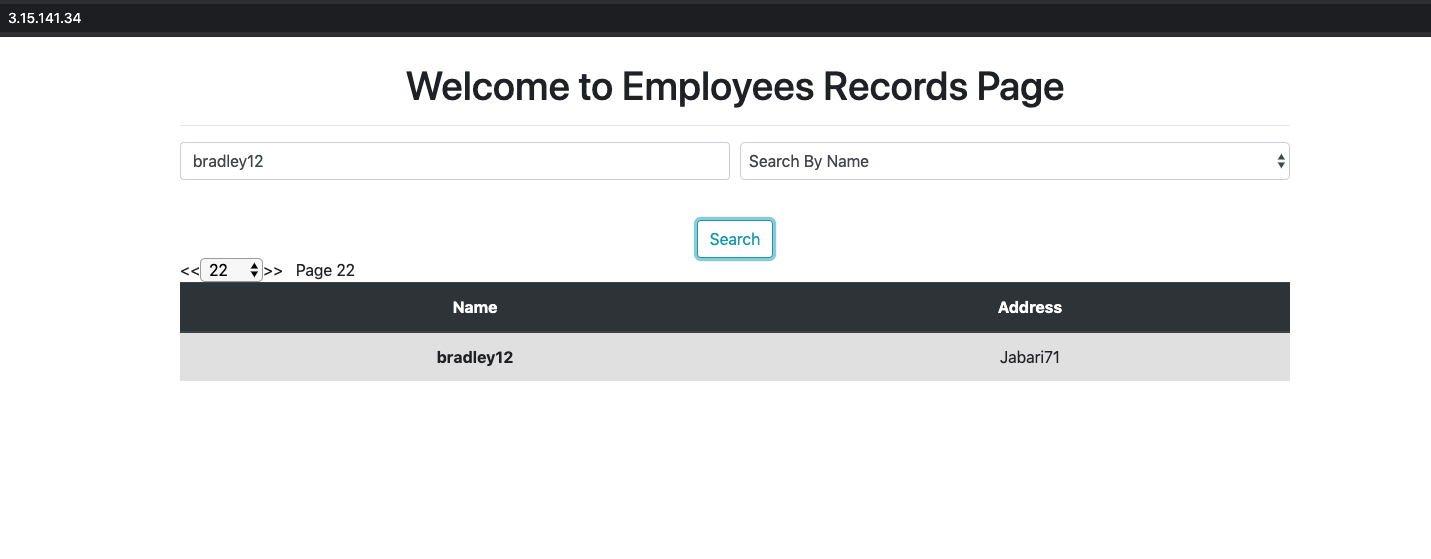 3.15.141.34
Welcome to Employees Records Page
bradley12 Search By Name
Search
<< 22 >> Page 22
Name Address
bradley12 Jabari71